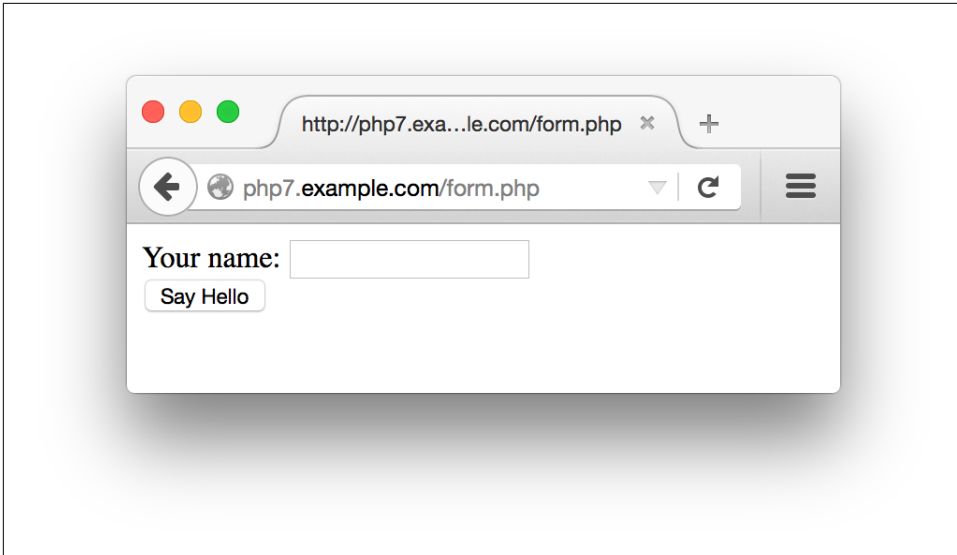 http://php7.exa...le.com/form.php
php7.example.com/form.php
Your name:
Say Hello